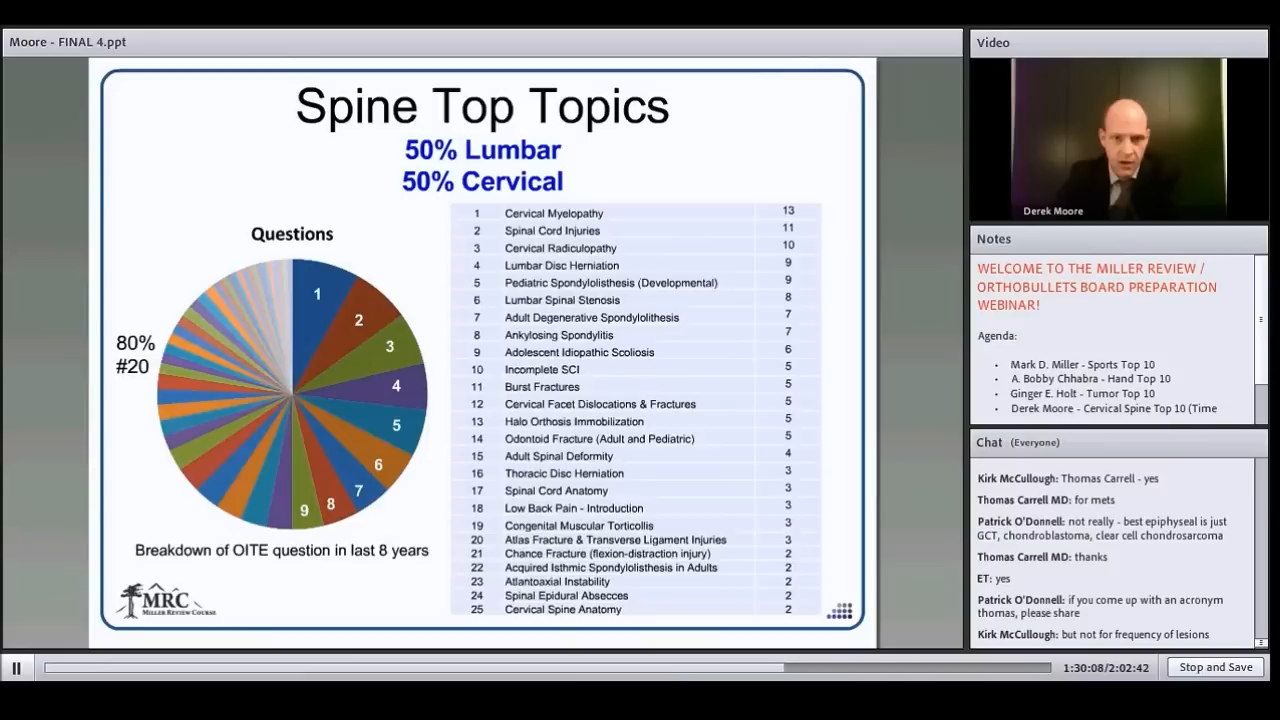 Moore - FINAL 4.ppt
Spine Top Topics
50% Lumbar
50% Cervical
Questions
1
2
3
4
5
6
7
8
9
80%
#20
Breakdown of OITE question in last 8 years
MRC
MILLER REVIEW COURSE
1 Cervical Myelopathy 13
2 Spinal Cord Injuries 11
3 Cervical Radiculopathy 10
4 Lumbar Disc Herniation 9
5 Pediatric Spondylolisthesis (Developmental) 9
6 Lumbar Spinal Stenosis 8
7 Adult Degenerative Spondylolithesis 7
8 Ankylosing Spondylitis 7
9 Adolescent Idiopathic Scoliosis 6
10 Incomplete SCI 5
11 Burst Fractures 5
12 Cervical Facet Dislocations & Fractures 5
13 Halo Orthosis Immobilization 5
14 Odontoid Fracture (Adult and Pediatric) 5
15 Adult Spinal Deformity 4
16 Thoracic Disc Herniation 3
17 Spinal Cord Anatomy 3
18 Low Back Pain - Introduction 3
19 Congenital Muscular Torticollis 3
20 Atlas Fracture & Transverse Ligament Injuries 3
21 Chance Fracture (flexion-distraction injury) 2
22 Acquired Isthmic Spondylolisthesis in Adults 2
23 Atlantoaxial Instability 2
24 Spinal Epidural Absecces 2
25 Cervical Spine Anatomy 2
Video
Derek Moore
Notes
WELCOME TO THE MILLER REVIEW /
ORTHOBULLETS BOARD PREPARATION
WEBINAR!
Agenda:
• Mark D. Miller - Sports Top 10
• A. Bobby Chhabra - Hand Top 10
• Ginger E. Holt - Tumor Top 10
• Derek Moore - Cervical Spine Top 10 (Time
Chat (Everyone)
Kirk McCullough: Thomas Carrell - yes
Thomas Carrell MD: for mets
Patrick O'Donnell: not really - best epiphyseal is just
GCT, chondroblastoma, clear cell chondrosarcoma
Thomas Carrell MD: thanks
ET: yes
Patrick O'Donnell: if you come up with an acronym
thomas, please share
Kirk McCullough: but not for frequency of lesions
1:30:08/2:02:42
Stop and Save